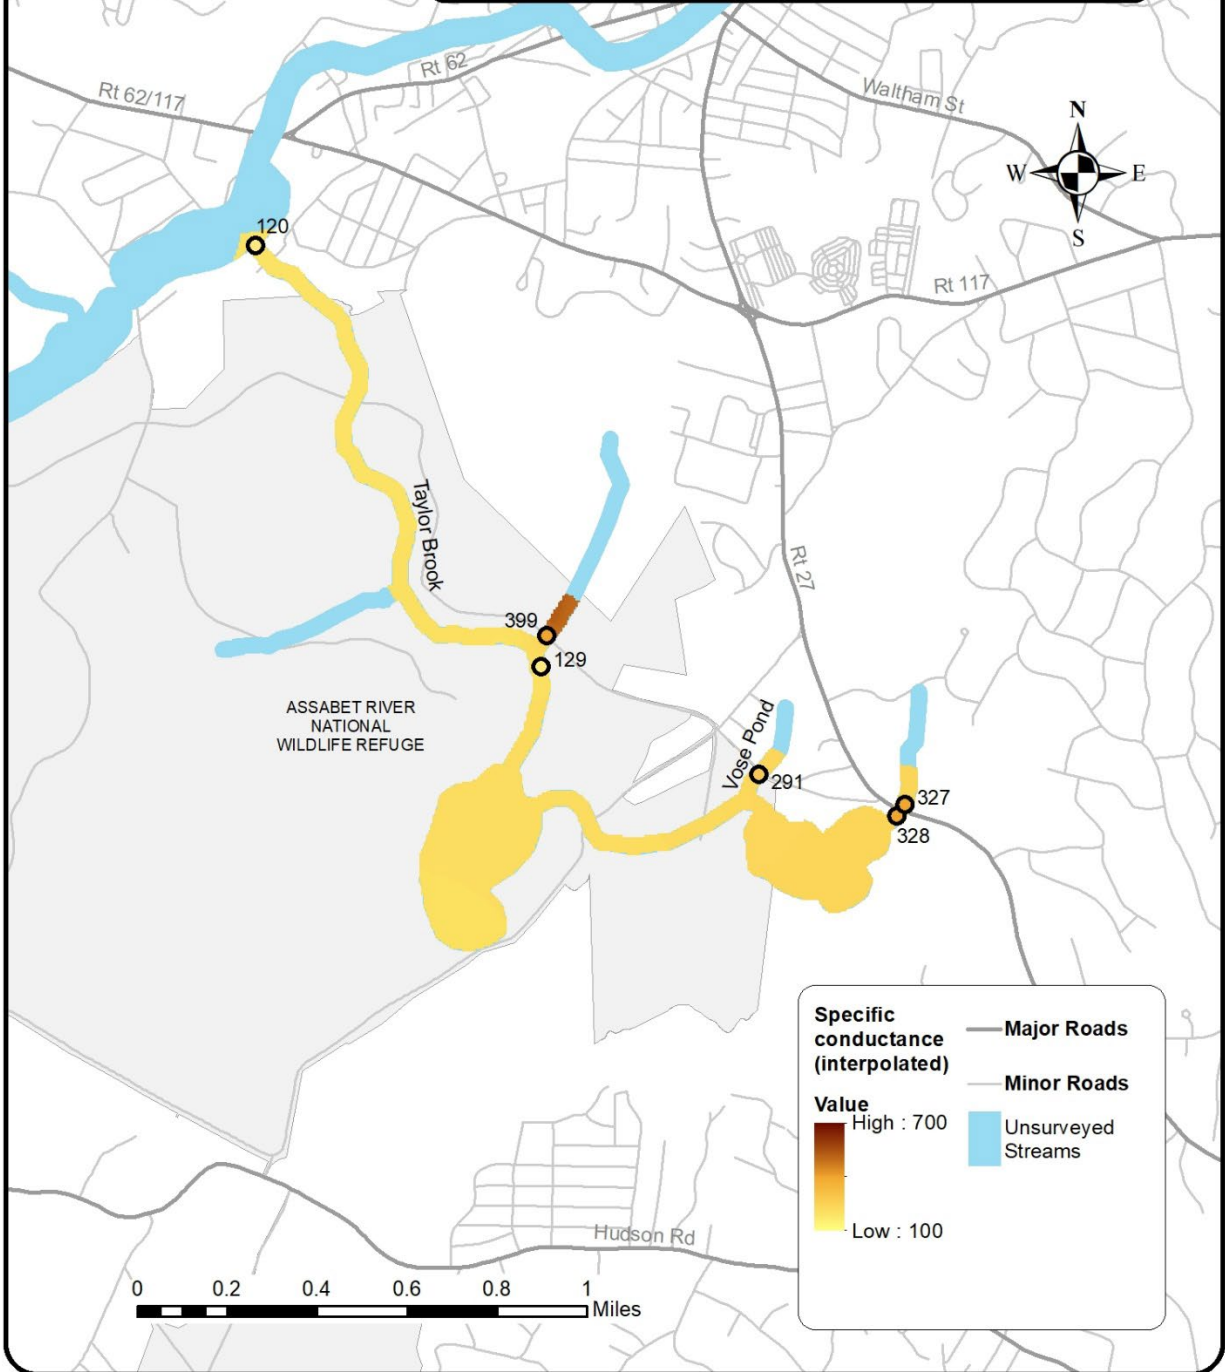 Rt 62
Rt 62/117
Waltham St
N
W
E
S
120
Rt 117
Taylor Brook
Rt 27
399
129
ASSABET RIVER
NATIONAL
WILDLIFE REFUGE
Vose Pond
291
327
328
Specific
conductance
(interpolated)
Value
High : 700
Low : 100
Major Roads
Minor Roads
Unsurveyed
Streams
Hudson Rd
0 0.2 0.4 0.6 0.8 1
Miles